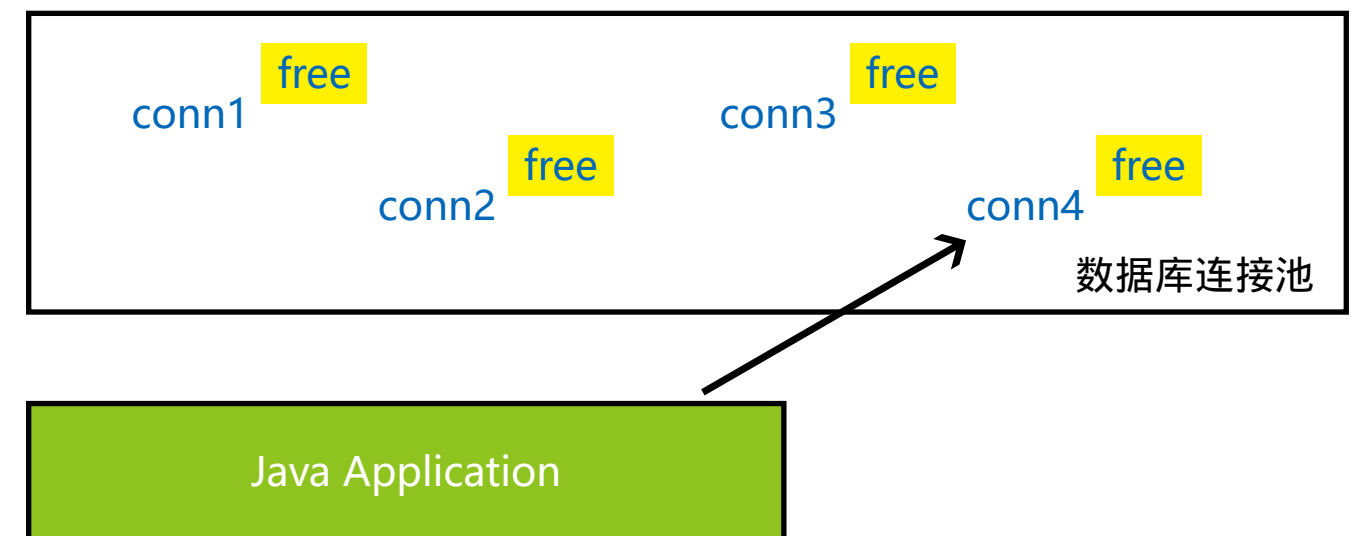 free
conn1
free
conn3
free
conn2
free
conn4
数据库连接池
Java Application